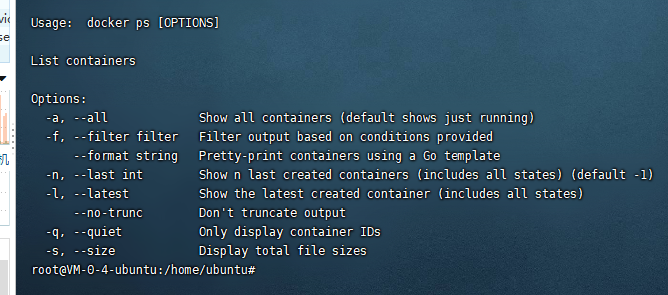 Usage:  docker ps [OPTIONS]
List containers
Options:
  -a, --all             Show all containers (default shows just running)
  -f, --filter filter   Filter output based on conditions provided
      --format string   Pretty-print containers using a Go template
  -n, --last int        Show n last created containers (includes all states) (default -1)
  -l, --latest          Show the latest created container (includes all states)
      --no-trunc        Don't truncate output
  -q, --quiet           Only display container IDs
  -s, --size            Display total file sizes
root@VM-0-4-ubuntu:/home/ubuntu#